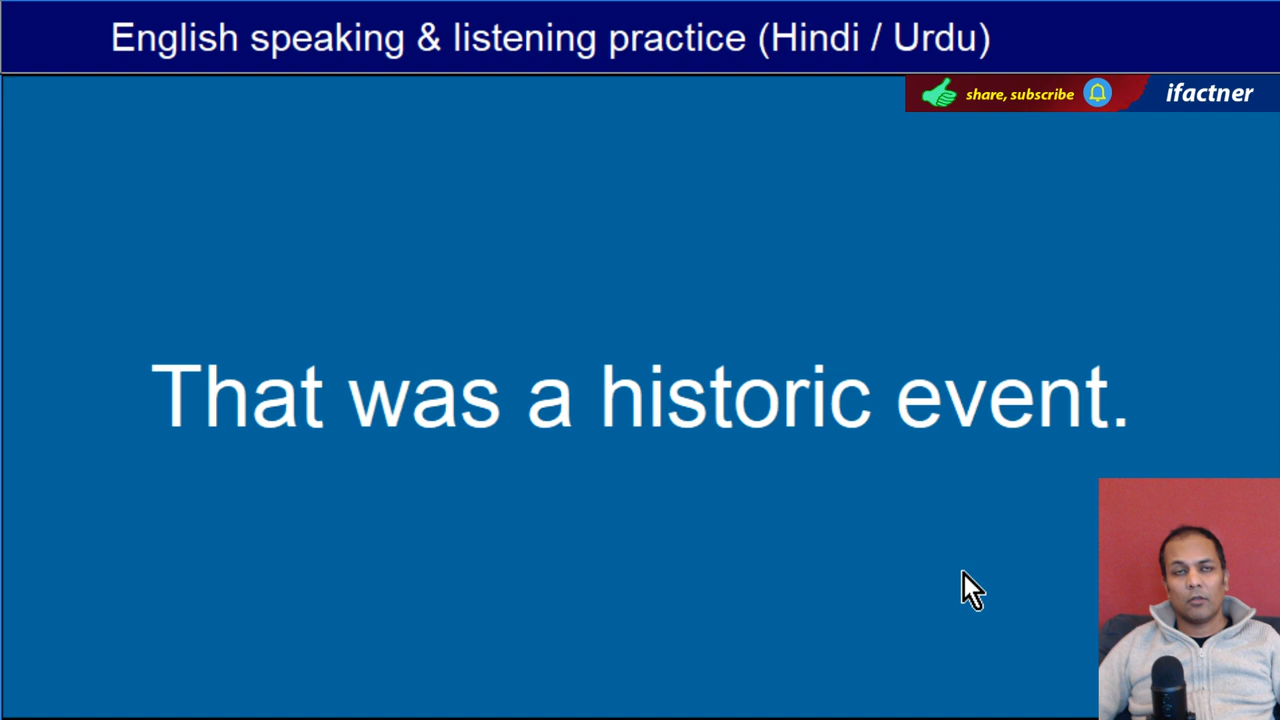 English speaking & listening practice (Hindi / Urdu)
share, subscribe
ifactner
That was a historic event.